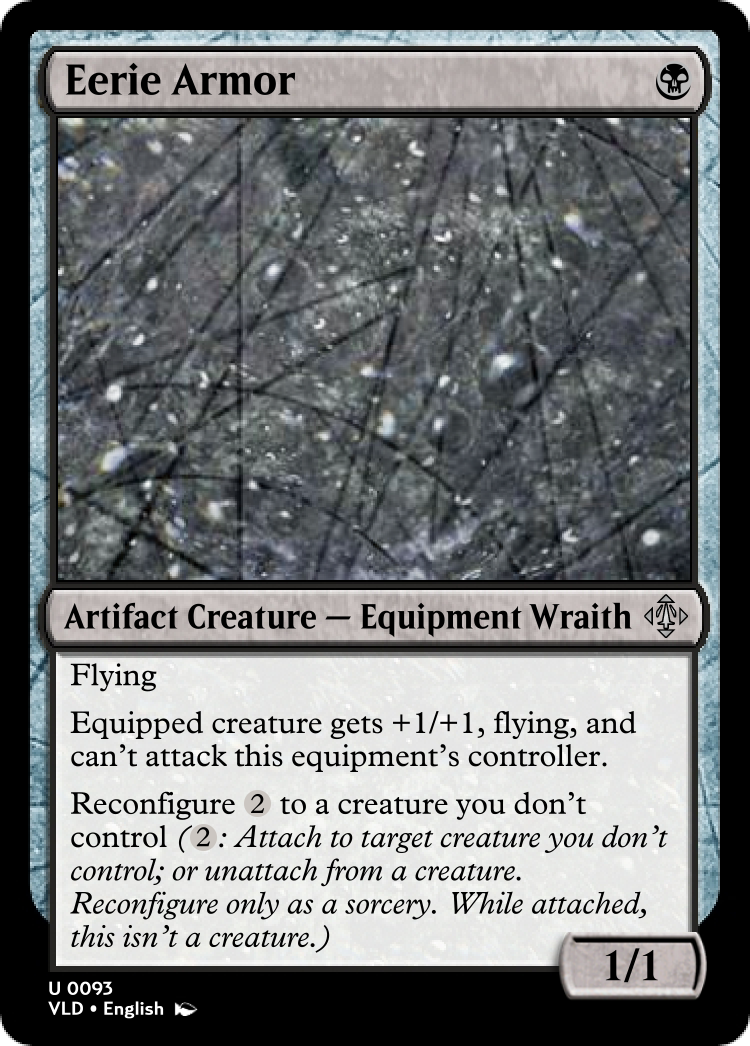 Eerie Armor
Artifact Creature — Equipment Wraith
Flying
Equipped creature gets +1/+1, flying, and
can't attack this equipment's controller.
Reconfigure 2 to a creature you don't
control (2: Attach to target creature you don't
control; or unattach from a creature.
Reconfigure only as a sorcery. While attached,
this isn't a creature.)
1/1
U 0093
VLD • English